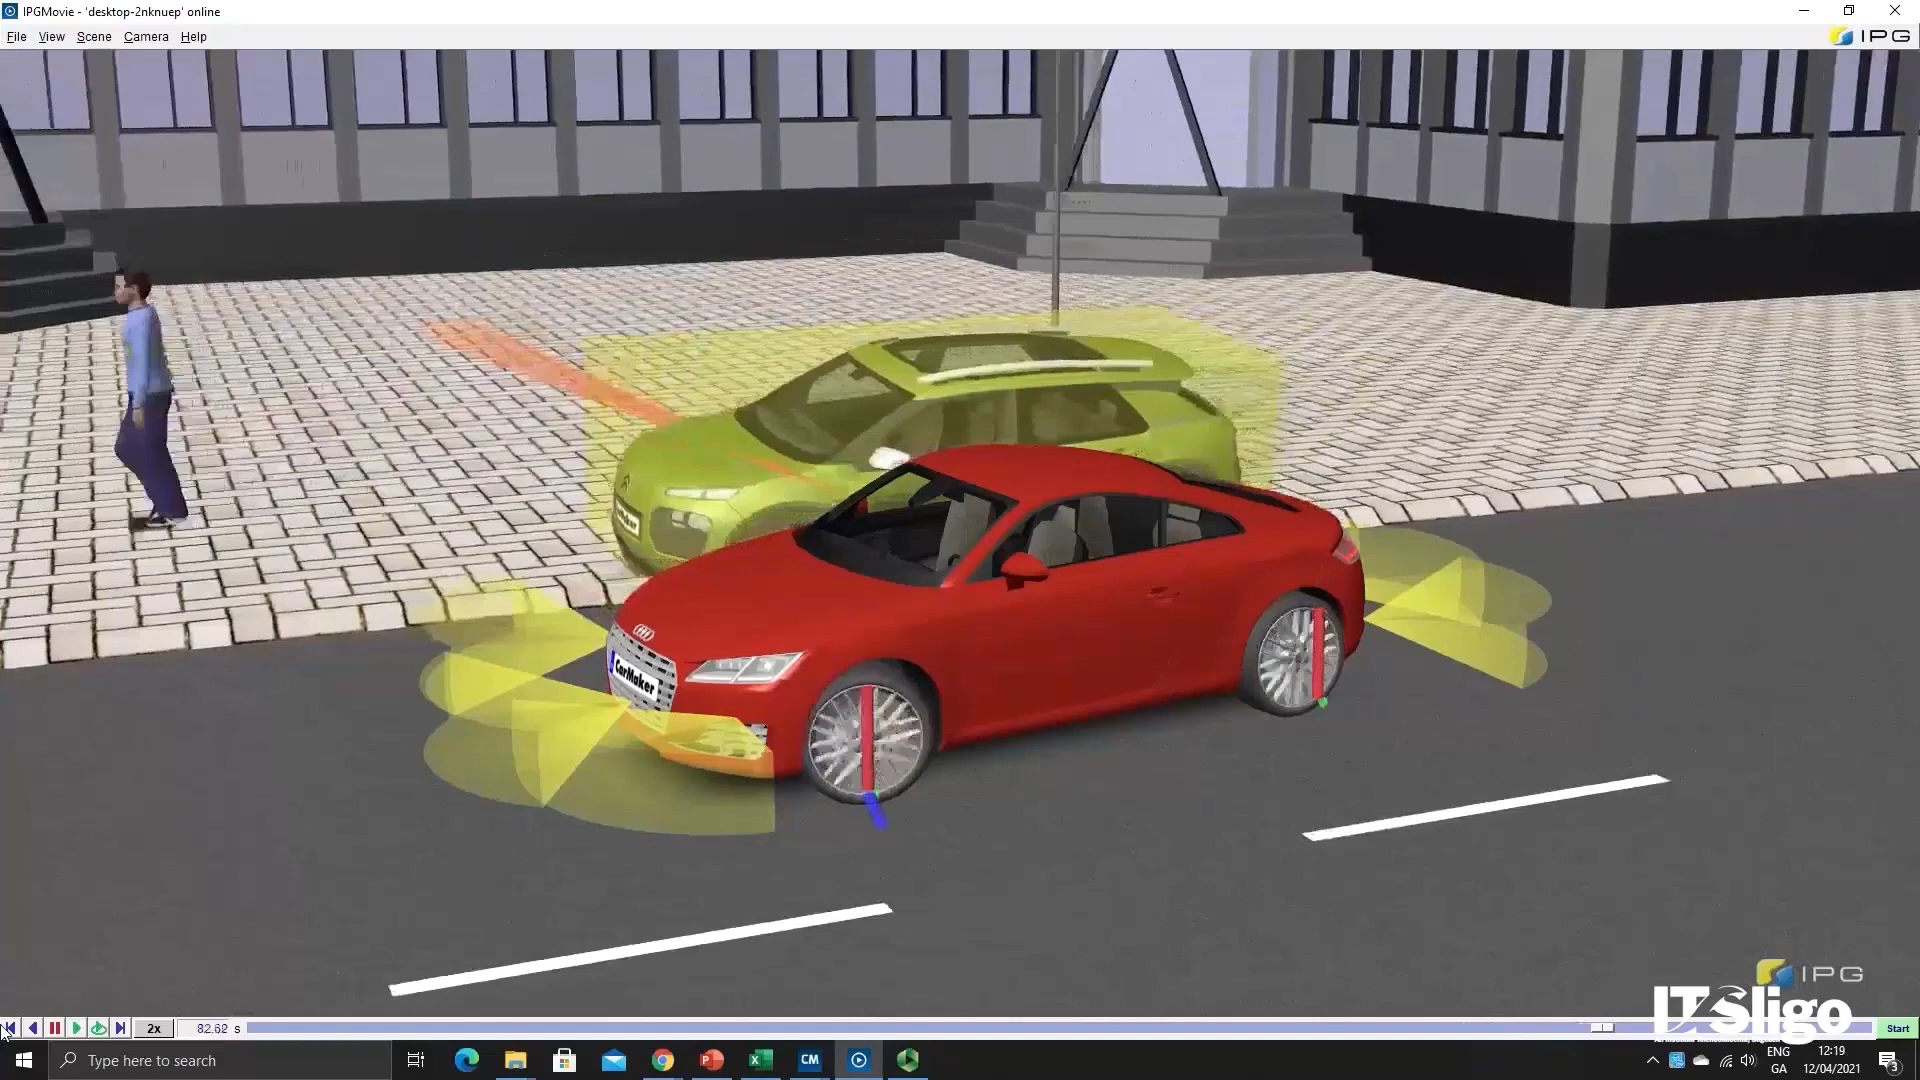 IPGMovie - 'desktop-2nknuep' online
File View Scene Camera Help
IPG
CarMaker
IPG
IT Sligo
2x
82.62 s
Start
Type here to search
P
X
CM
ENG
GA
12:19
12/04/2021
3